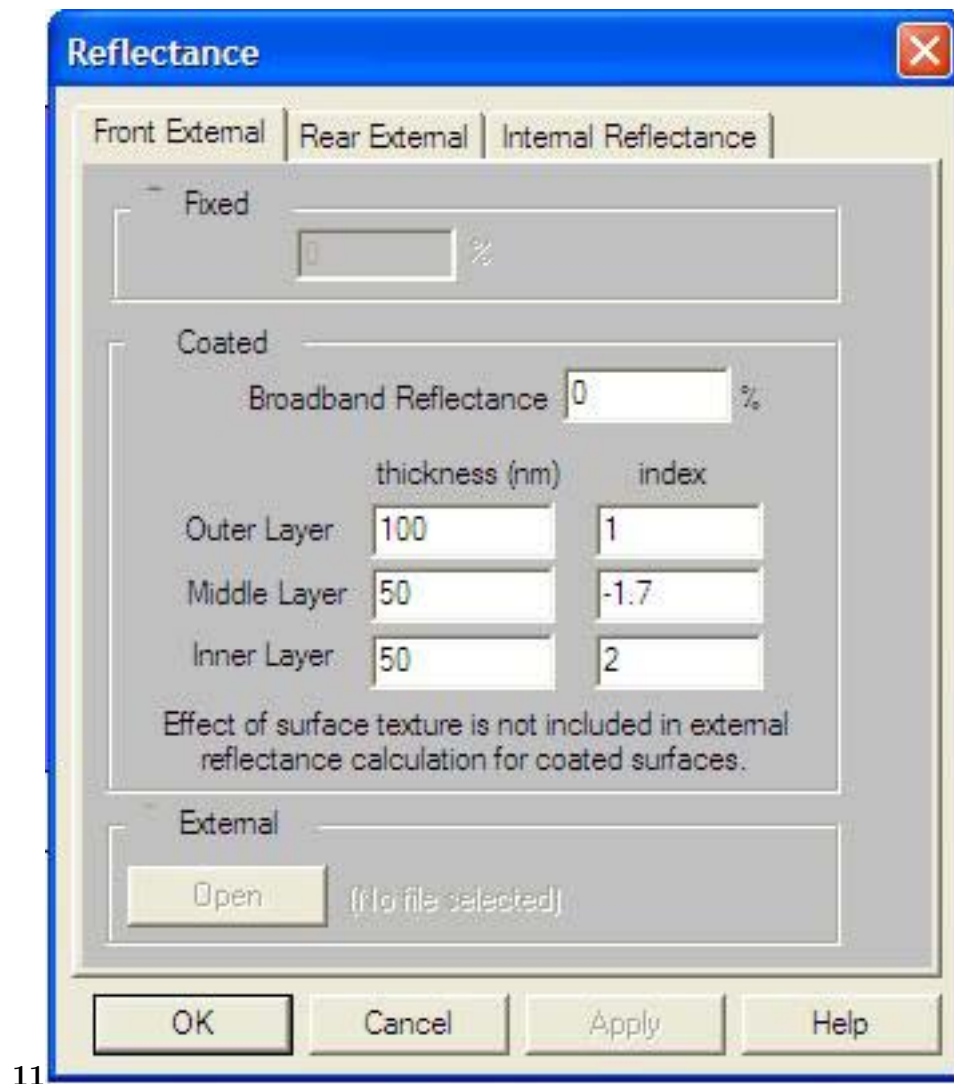 Reflectance
Front External Rear External Internal Reflectance
Fixed
0 %
Coated
Broadband Reflectance 0 %
thickness (nm) index
Outer Layer 100 1
Middle Layer 50 -1.7
Inner Layer 50 2
Effect of surface texture is not included in external
reflectance calculation for coated surfaces.
External
Open (No file selected)
OK Cancel Apply Help
11